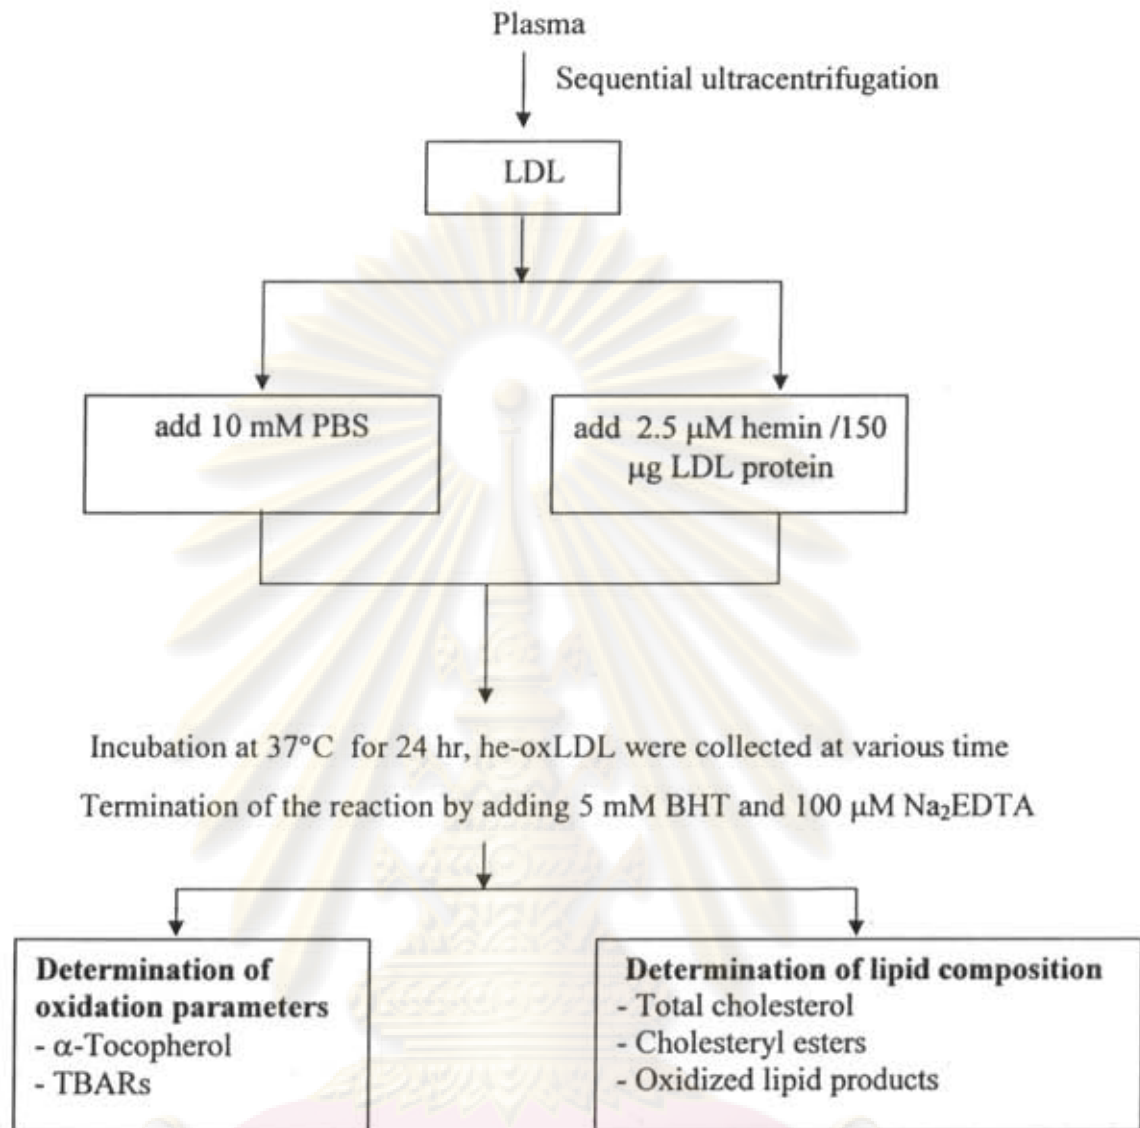 Plasma
Sequential ultracentrifugation
LDL
add 10 mM PBS
add 2.5 μM hemin /150
μg LDL protein
Incubation at 37°C for 24 hr, he-oxLDL were collected at various time
Termination of the reaction by adding 5 mM BHT and 100 μM Na₂EDTA
Determination of
oxidation parameters
- α-Tocopherol
- TBARs
Determination of lipid composition
- Total cholesterol
- Cholesteryl esters
- Oxidized lipid products